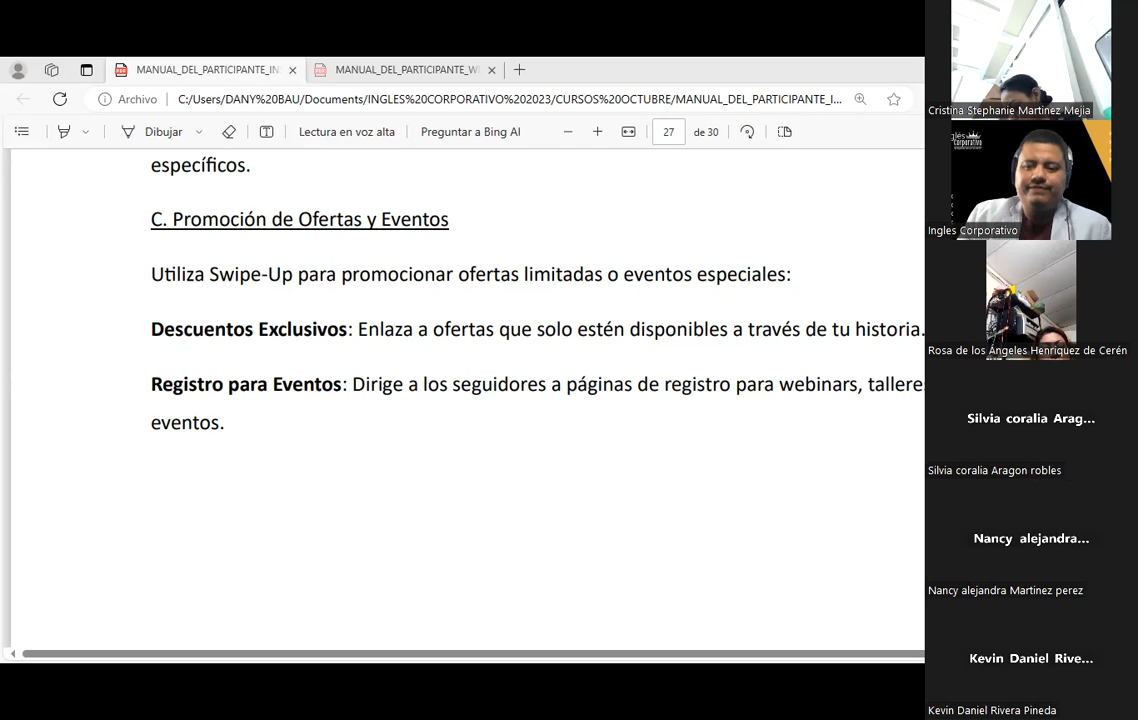 MANUAL_DEL_PARTICIPANTE_IN
MANUAL_DEL_PARTICIPANTE_W
Archivo
C:/Users/DANY%20BAU/Documents/INGLES%20CORPORATIVO%202023/CURSOS%20OCTUBRE/MANUAL_DEL_PARTICIPANTE_I...
Dibujar
Lectura en voz alta
Preguntar a Bing AI
27
de 30
específicos.
C. Promoción de Ofertas y Eventos
Utiliza Swipe-Up para promocionar ofertas limitadas o eventos especiales:
Descuentos Exclusivos: Enlaza a ofertas que solo estén disponibles a través de tu historia.
Registro para Eventos: Dirige a los seguidores a páginas de registro para webinars, tallere
eventos.
Cristina Stephanie Martinez Mejia
glés
corporativo
Ingles Corporativo
Rosa de los Ángeles Henríquez de Cerén
Silvia coralia Arag...
Silvia coralia Aragon robles
Nancy alejandra...
Nancy alejandra Martínez perez
Kevin Daniel Rive...
Kevin Daniel Rivera Pineda